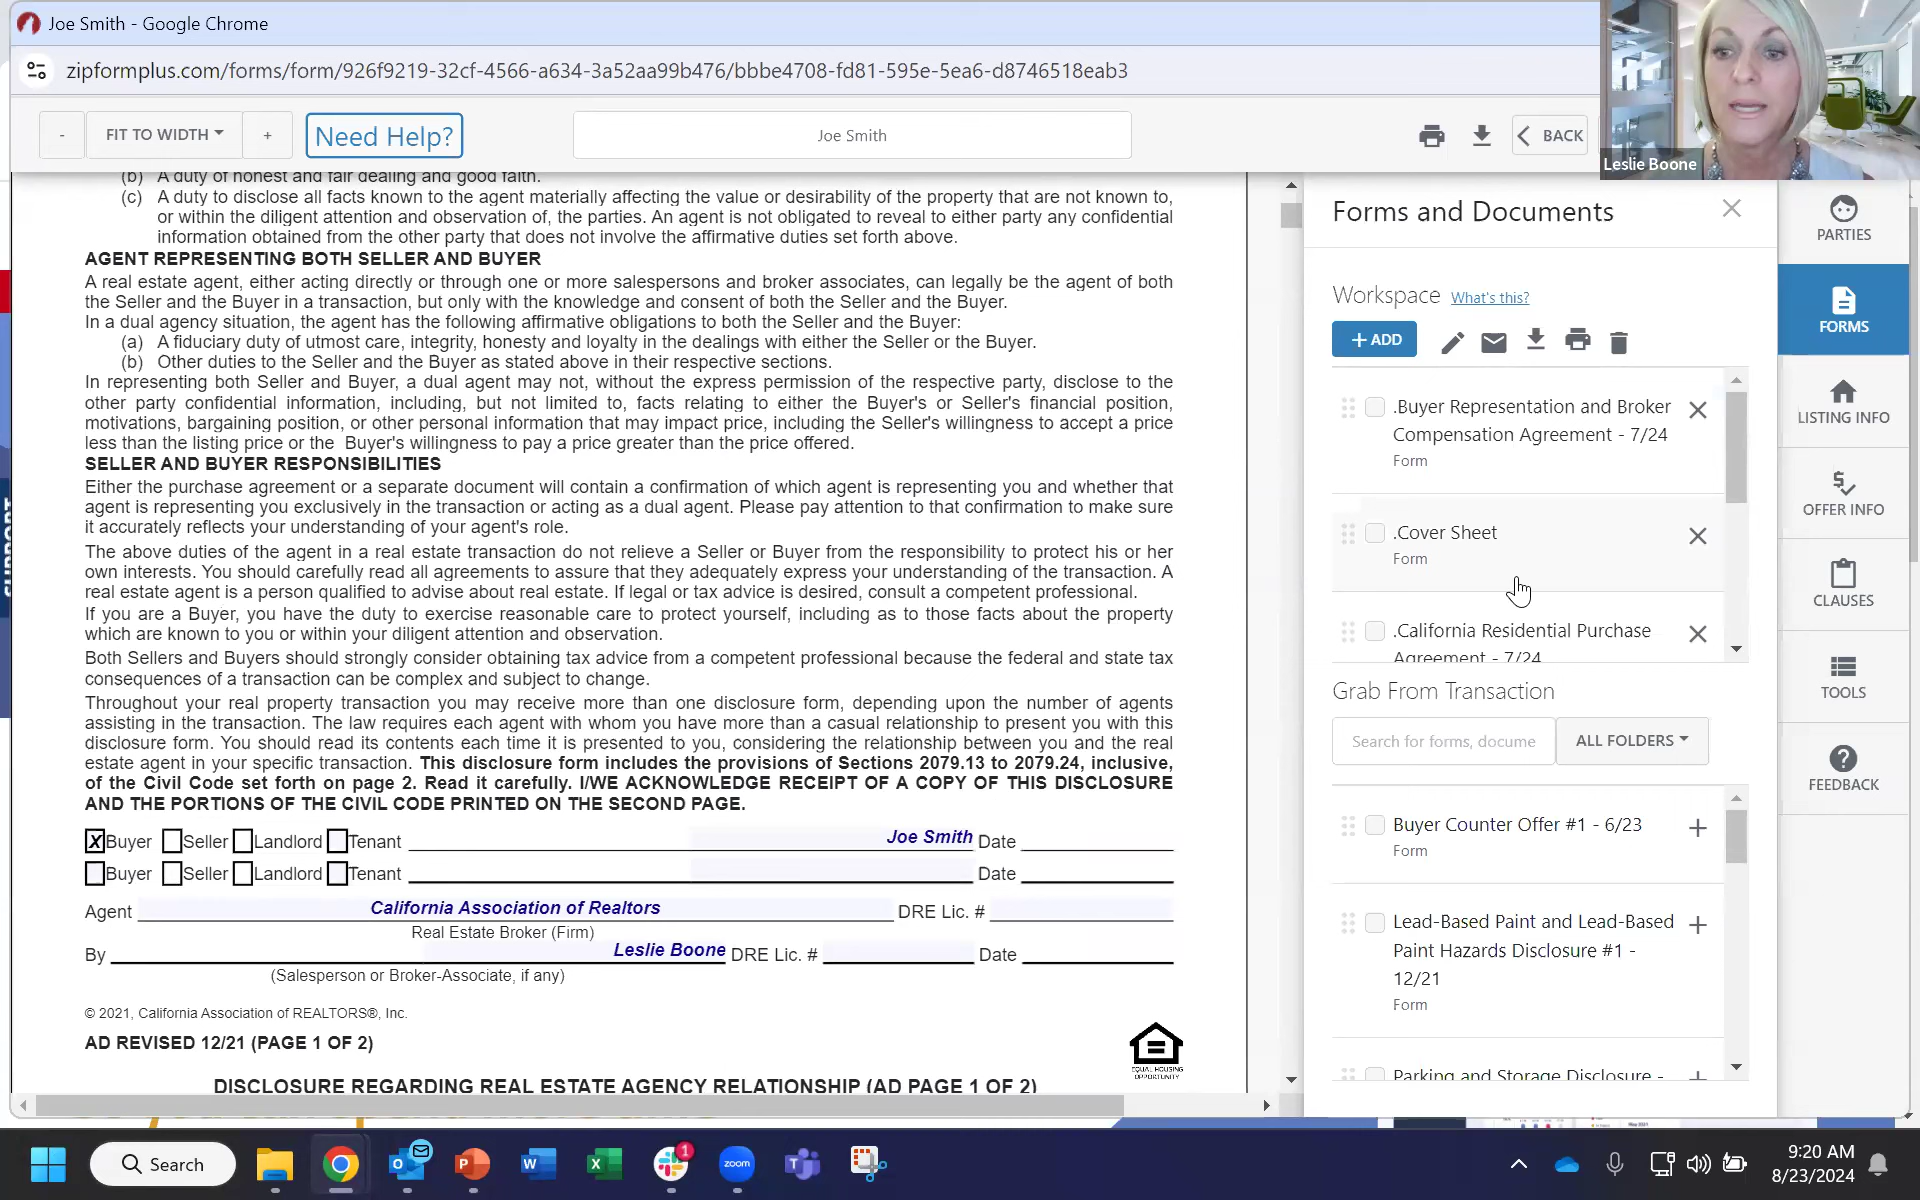 Joe Smith - Google Chrome
zipformplus.com/forms/form/926f9219-32cf-4566-a634-3a52aa99b476/bbbe4708-fd81-595e-5ea6-d8746518eab3
- FIT TO WIDTH + Need Help? Joe Smith BACK
Leslie Boone
(b) A duty of honest and fair dealing and good faith.
(c) A duty to disclose all facts known to the agent materially affecting the value or desirability of the property that are not known to,
or within the diligent attention and observation of, the parties. An agent is not obligated to reveal to either party any confidential
information obtained from the other party that does not involve the affirmative duties set forth above.
AGENT REPRESENTING BOTH SELLER AND BUYER
A real estate agent, either acting directly or through one or more salespersons and broker associates, can legally be the agent of both
the Seller and the Buyer in a transaction, but only with the knowledge and consent of both the Seller and the Buyer.
In a dual agency situation, the agent has the following affirmative obligations to both the Seller and the Buyer:
(a) A fiduciary duty of utmost care, integrity, honesty and loyalty in the dealings with either the Seller or the Buyer.
(b) Other duties to the Seller and the Buyer as stated above in their respective sections.
In representing both Seller and Buyer, a dual agent may not, without the express permission of the respective party, disclose to the
other party confidential information, including, but not limited to, facts relating to either the Buyer's or Seller's financial position,
motivations, bargaining position, or other personal information that may impact price, including the Seller's willingness to accept a price
less than the listing price or the Buyer's willingness to pay a price greater than the price offered.
SELLER AND BUYER RESPONSIBILITIES
Either the purchase agreement or a separate document will contain a confirmation of which agent is representing you and whether that
agent is representing you exclusively in the transaction or acting as a dual agent. Please pay attention to that confirmation to make sure
it accurately reflects your understanding of your agent's role.
The above duties of the agent in a real estate transaction do not relieve a Seller or Buyer from the responsibility to protect his or her
own interests. You should carefully read all agreements to assure that they adequately express your understanding of the transaction. A
real estate agent is a person qualified to advise about real estate. If legal or tax advice is desired, consult a competent professional.
If you are a Buyer, you have the duty to exercise reasonable care to protect yourself, including as to those facts about the property
which are known to you or within your diligent attention and observation.
Both Sellers and Buyers should strongly consider obtaining tax advice from a competent professional because the federal and state tax
consequences of a transaction can be complex and subject to change.
Throughout your real property transaction you may receive more than one disclosure form, depending upon the number of agents
assisting in the transaction. The law requires each agent with whom you have more than a casual relationship to present you with this
disclosure form. You should read its contents each time it is presented to you, considering the relationship between you and the real
estate agent in your specific transaction. This disclosure form includes the provisions of Sections 2079.13 to 2079.24, inclusive,
of the Civil Code set forth on page 2. Read it carefully. I/WE ACKNOWLEDGE RECEIPT OF A COPY OF THIS DISCLOSURE
AND THE PORTIONS OF THE CIVIL CODE PRINTED ON THE SECOND PAGE.
X Buyer Seller Landlord Tenant Joe Smith Date
Buyer Seller Landlord Tenant Date
Agent California Association of Realtors DRE Lic. #
Real Estate Broker (Firm)
By Leslie Boone DRE Lic. # Date
(Salesperson or Broker-Associate, if any)
© 2021, California Association of REALTORS®, Inc.
AD REVISED 12/21 (PAGE 1 OF 2)
EQUAL HOUSING
OPPORTUNITY
DISCLOSURE REGARDING REAL ESTATE AGENCY RELATIONSHIP (AD PAGE 1 OF 2)
SUPPORT
Forms and Documents
Workspace What's this?
+ ADD
.Buyer Representation and Broker
Compensation Agreement - 7/24
Form
.Cover Sheet
Form
.California Residential Purchase
Agreement - 7/24
Grab From Transaction
Search for forms, docume ALL FOLDERS
Buyer Counter Offer #1 - 6/23
Form
Lead-Based Paint and Lead-Based
Paint Hazards Disclosure #1 -
12/21
Form
Parking and Storage Disclosure -
PARTIES
FORMS
LISTING INFO
OFFER INFO
CLAUSES
TOOLS
FEEDBACK
Search
zoom
1
9:20 AM
8/23/2024